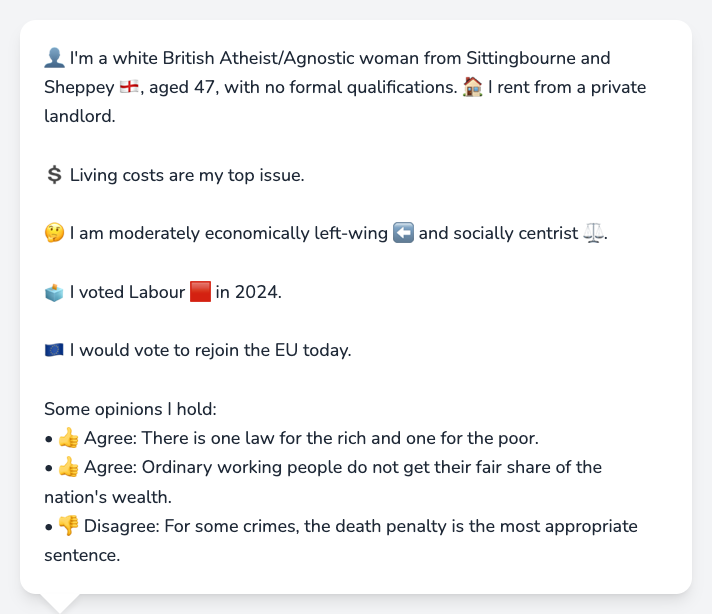 👤 I'm a white British Atheist/Agnostic woman from Sittingbourne and
Sheppey 🏴󠁧󠁢󠁥󠁮󠁧󠁿, aged 47, with no formal qualifications. 🏠 I rent from a private
landlord.
💲 Living costs are my top issue.
🤔 I am moderately economically left-wing ⬅️ and socially centrist ⚖️.
🗳️ I voted Labour 🟥 in 2024.
🇪🇺 I would vote to rejoin the EU today.
Some opinions I hold:
• 👍 Agree: There is one law for the rich and one for the poor.
• 👍 Agree: Ordinary working people do not get their fair share of the
nation's wealth.
• 👎 Disagree: For some crimes, the death penalty is the most appropriate
sentence.